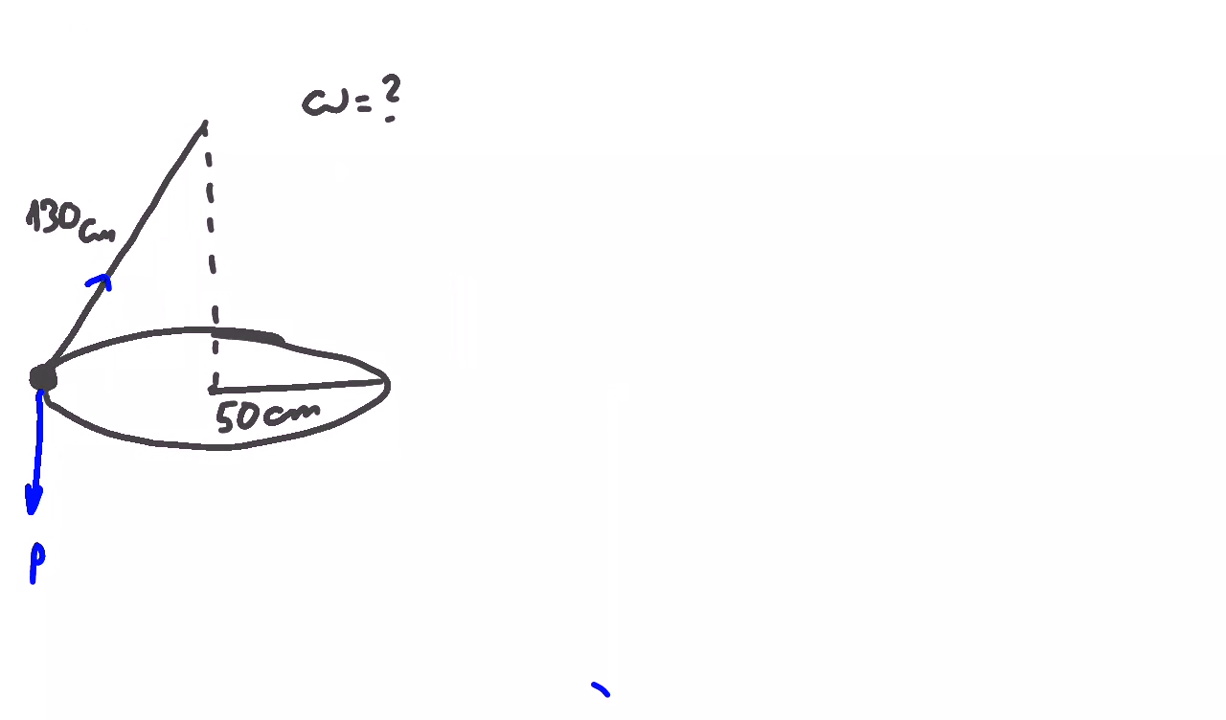 ω = ?
130cm
50cm
P